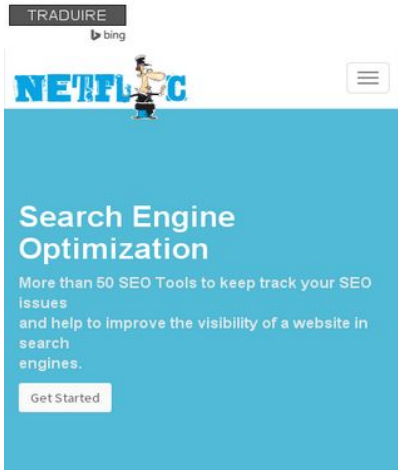 TRADUIRE
bing
NETFLIC
Search Engine
Optimization
More than 50 SEO Tools to keep track your SEO
issues
and help to improve the visibility of a website in
search
engines.
Get Started